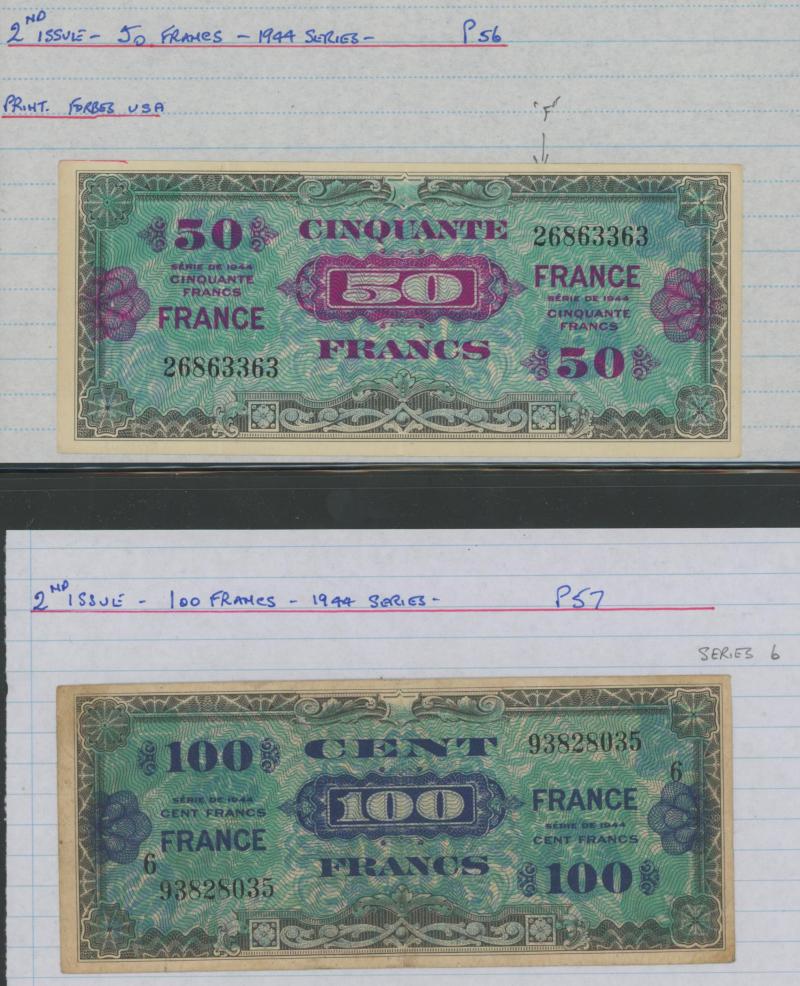 2ND ISSUE - 50 FRANCS - 1944 SERIES - P56
PRINT. FORBES USA
"F"
50 CINQUANTE 26863363
SÉRIE DE 1944
CINQUANTE
FRANCS
FRANCE
50
FRANCE
SÉRIE DE 1944
CINQUANTE
FRANCS
26863363 FRANCS 50
2ND ISSUE - 100 FRANCS - 1944 SERIES - P57
SERIES 6
100 CENT 93828035
6
SÉRIE DE 1944
CENT FRANCS
FRANCE
100
FRANCE
SÉRIE DE 1944
CENT FRANCS
6
93828035 FRANCS 100